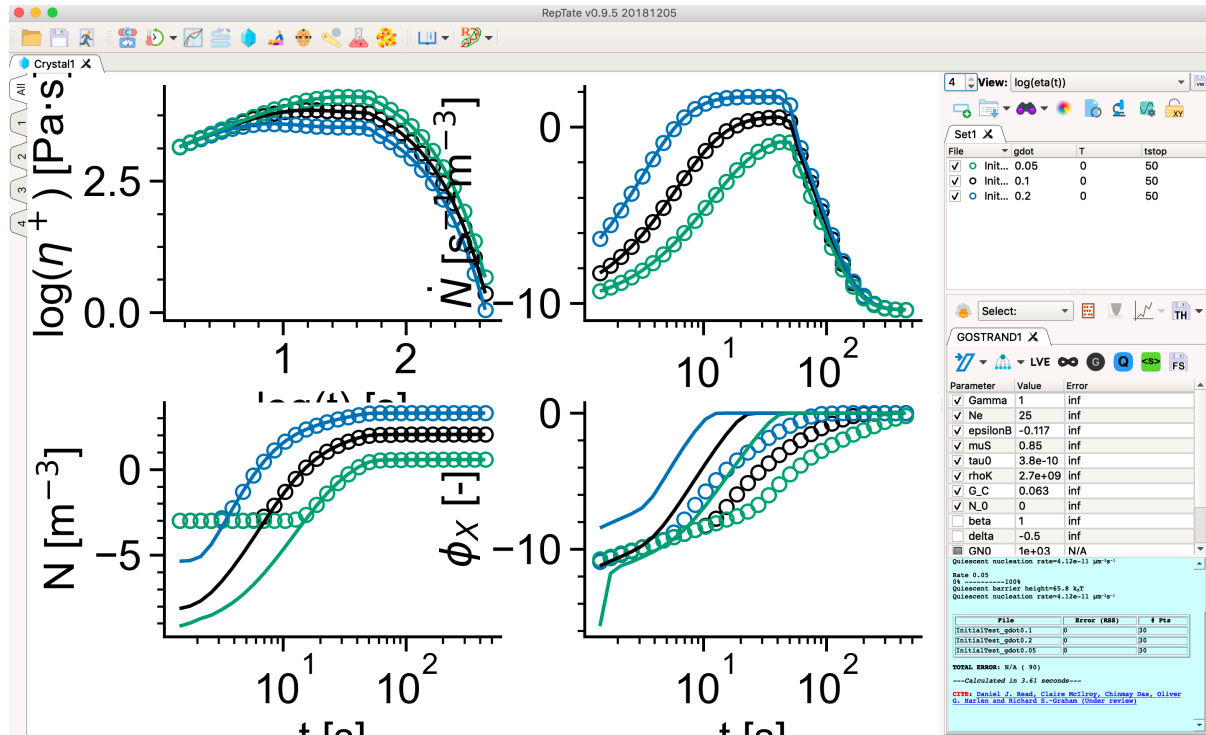 RepTate v0.9.5 20181205
Crystal1
All
1
2
3
4
log(η⁺) [Pa·s]
2.5
0.0
1
2
log(t) [s]
Ṅ [s⁻¹m⁻³]
0
−10
10¹
10²
N [m⁻³]
0
−5
10¹
10²
t [s]
ϕX [-]
0
−10
10¹
10²
t [s]
4 View: log(eta(t))
VW
XY
Set1
File gdot T tstop
Init... 0.05 0 50
Init... 0.1 0 50
Init... 0.2 0 50
Select:
TH
GOSTRAND1
LVE G Q <S> FS
Parameter Value Error
Gamma 1 inf
Ne 25 inf
epsilonB -0.117 inf
muS 0.85 inf
tau0 3.8e-10 inf
rhoK 2.7e+09 inf
G_C 0.063 inf
N_0 0 inf
beta 1 inf
delta -0.5 inf
GN0 1e+03 N/A
Quiescent nucleation rate=4.12e-11 μm⁻³s⁻¹
Rate 0.05
0% ----------100%
Quiescent barrier height=65.8 kBT
Quiescent nucleation rate=4.12e-11 μm⁻³s⁻¹
File Error (RSS) # Pts
InitialTest_gdot0.1 0 30
InitialTest_gdot0.2 0 30
InitialTest_gdot0.05 0 30
TOTAL ERROR: N/A ( 90)
---Calculated in 3.61 seconds---
CITE: Daniel J. Read, Claire McIlroy, Chinmay Das, Oliver
G. Harlen and Richard S.-Graham (Under review)